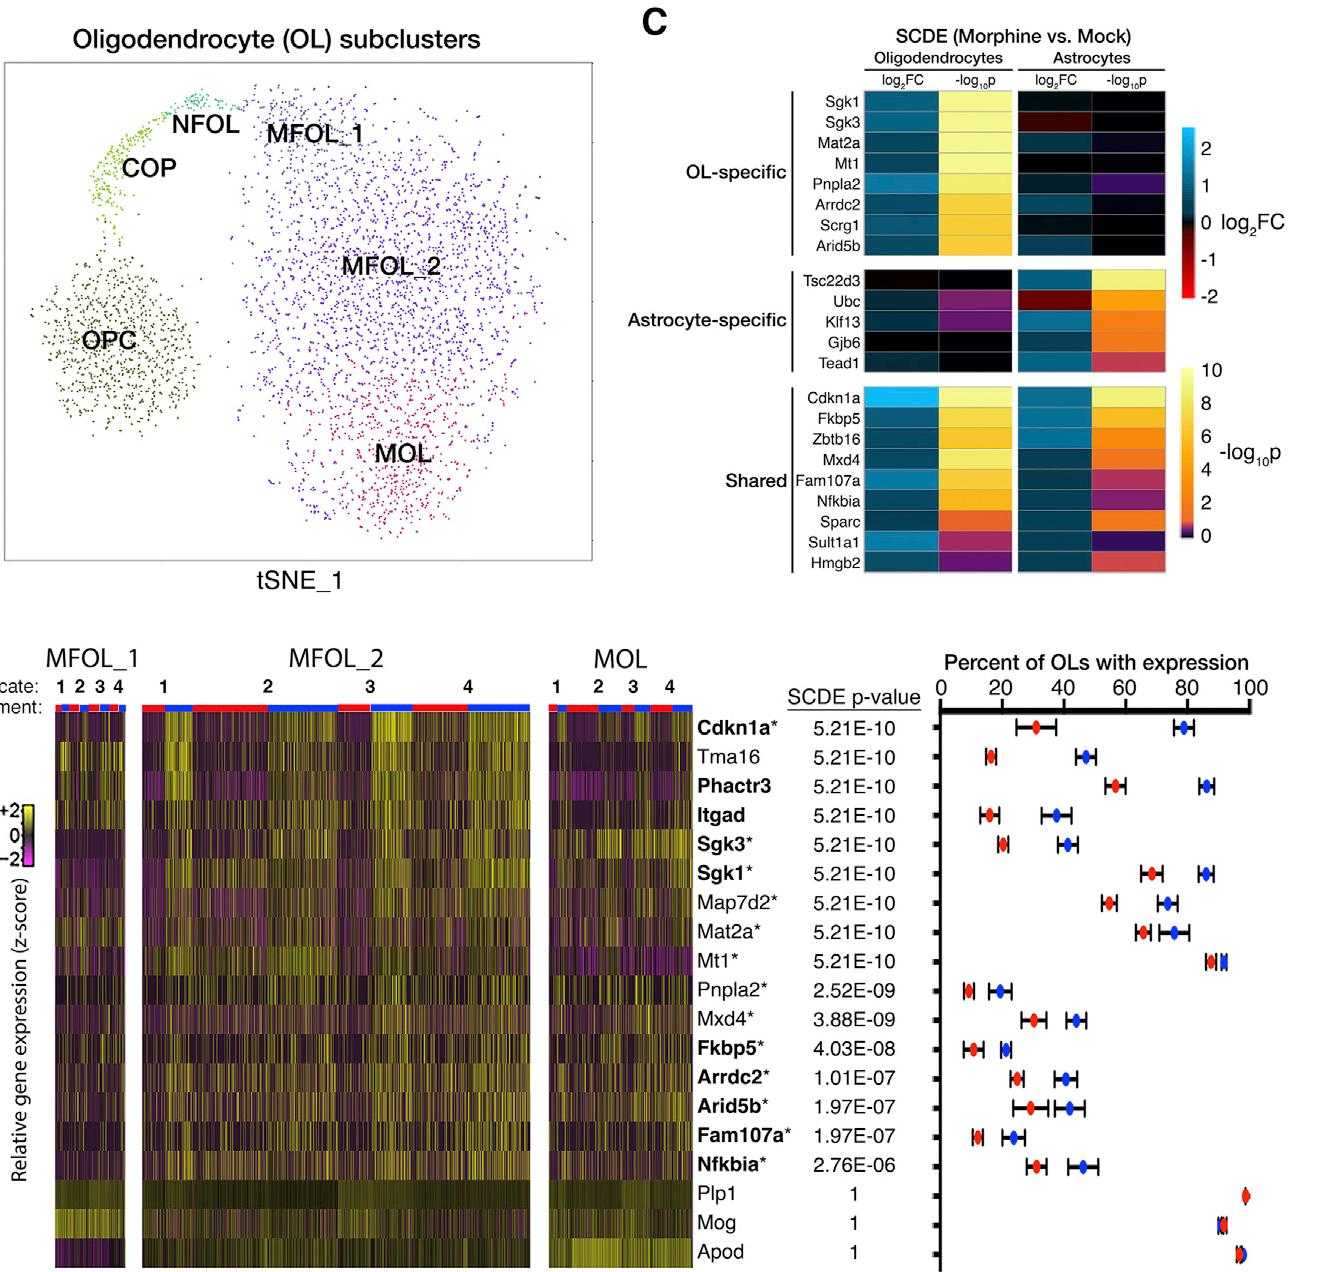 Oligodendrocyte (OL) subclusters
NFOL
MFOL_1
COP
MFOL_2
OPC
MOL
tSNE_1
C
SCDE (Morphine vs. Mock)
Oligodendrocytes
Astrocytes
log2FC
-log10p
log2FC
-log10p
OL-specific
Sgk1
Sgk3
Mat2a
Mt1
Pnpla2
Arrdc2
Scrg1
Arid5b
Astrocyte-specific
Tsc22d3
Ubc
Klf13
Gjb6
Tead1
Shared
Cdkn1a
Fkbp5
Zbtb16
Mxd4
Fam107a
Nfkbia
Sparc
Sult1a1
Hmgb2
2
1
0
-1
-2
log2FC
10
8
6
4
2
0
-log10p
MFOL_1
MFOL_2
MOL
cate:
1 2 3 4
1 2 3 4
1 2 3 4
ment:
+2
0
−2
Relative gene expression (z-score)
Percent of OLs with expression
SCDE p-value
0 20 40 60 80 100
Cdkn1a* 5.21E-10
Tma16 5.21E-10
Phactr3 5.21E-10
Itgad 5.21E-10
Sgk3* 5.21E-10
Sgk1* 5.21E-10
Map7d2* 5.21E-10
Mat2a* 5.21E-10
Mt1* 5.21E-10
Pnpla2* 2.52E-09
Mxd4* 3.88E-09
Fkbp5* 4.03E-08
Arrdc2* 1.01E-07
Arid5b* 1.97E-07
Fam107a* 1.97E-07
Nfkbia* 2.76E-06
Plp1 1
Mog 1
Apod 1